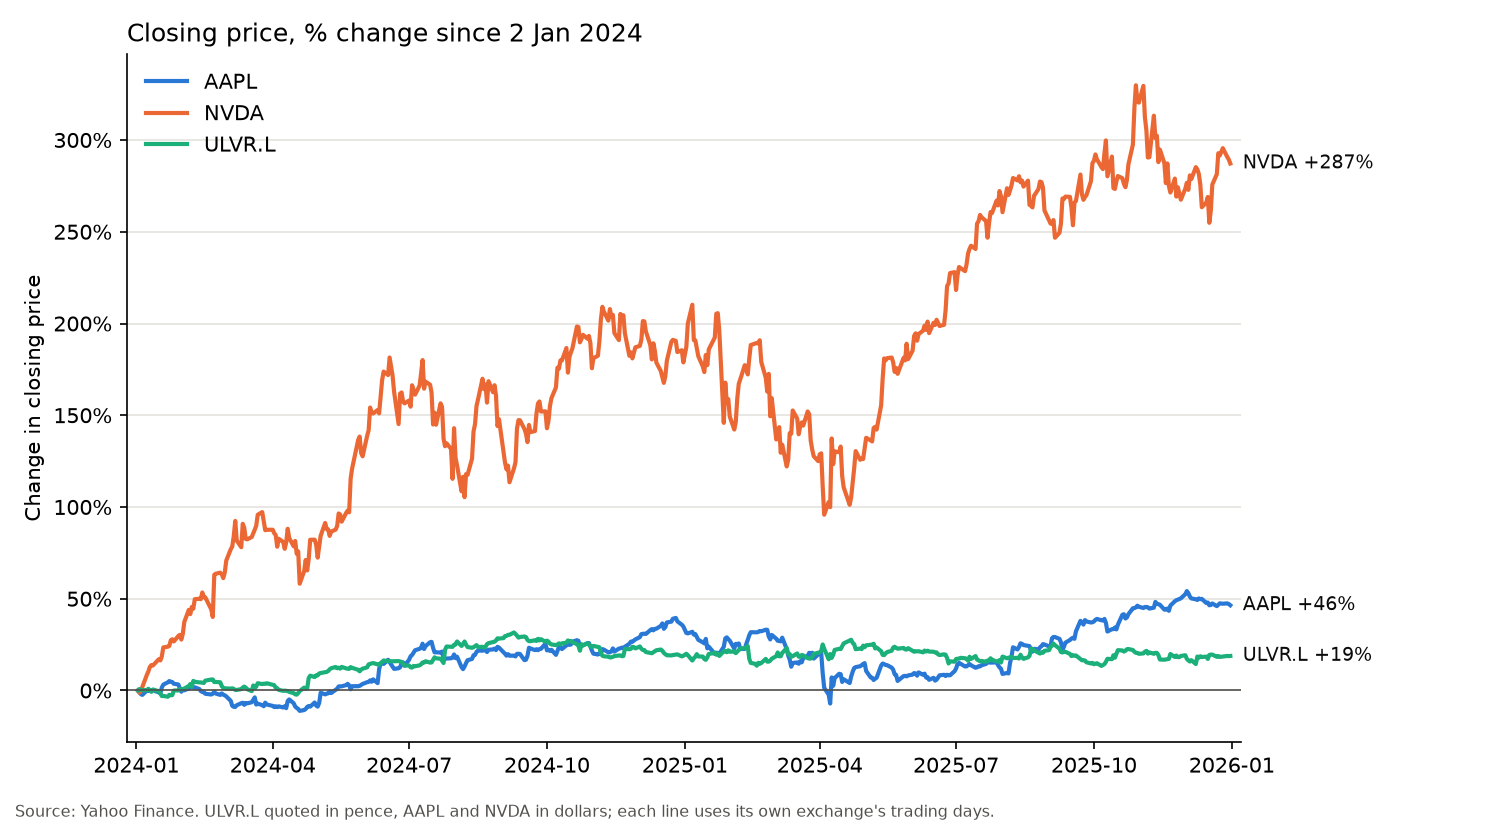 Closing price, % change since 2 Jan 2024
AAPL
NVDA
ULVR.L
Change in closing price
300%
250%
200%
150%
100%
50%
0%
NVDA +287%
AAPL +46%
ULVR.L +19%
2024-01
2024-04
2024-07
2024-10
2025-01
2025-04
2025-07
2025-10
2026-01
Source: Yahoo Finance. ULVR.L quoted in pence, AAPL and NVDA in dollars; each line uses its own exchange's trading days.